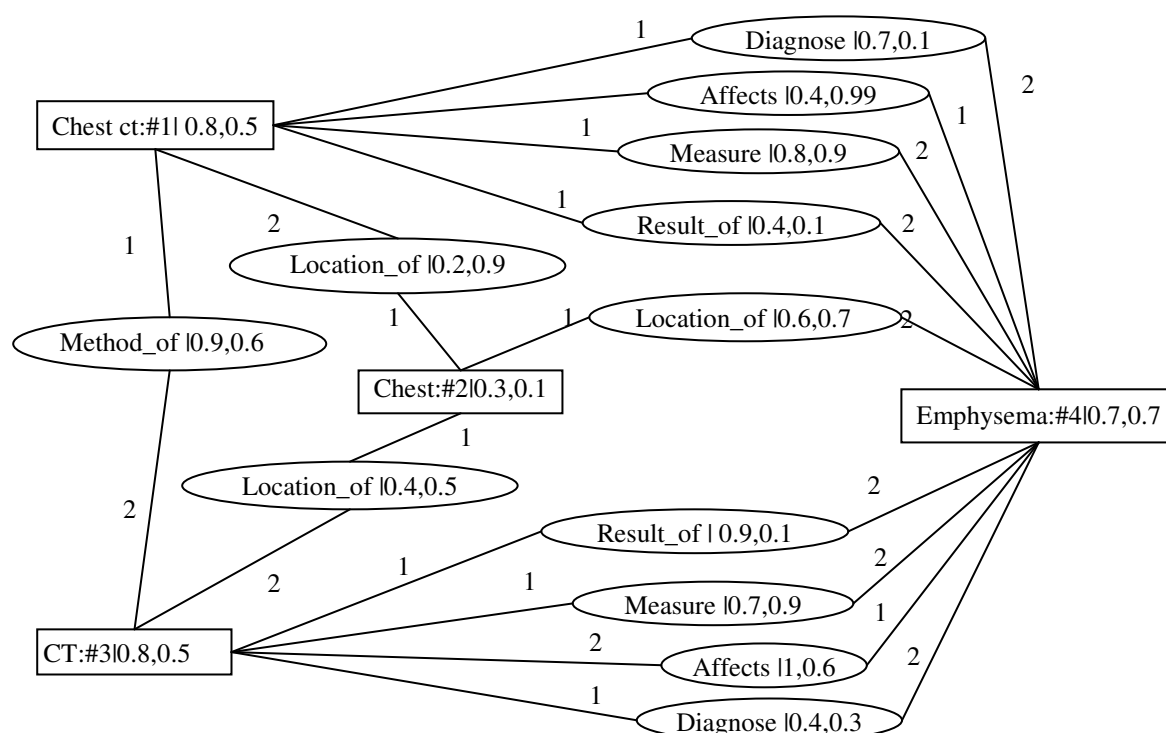 1
Diagnose |0.7,0.1
2
Affects |0.4,0.99
1
Chest ct:#1| 0.8,0.5
1
Measure |0.8,0.9
2
1
Result_of |0.4,0.1
2
2
1
Location_of |0.2,0.9
1
1
Location_of |0.6,0.7
2
Method_of |0.9,0.6
Chest:#2|0.3,0.1
Emphysema:#4|0.7,0.7
1
Location_of |0.4,0.5
2
2
Result_of | 0.9,0.1
1
2
2
1
Measure |0.7,0.9
1
CT:#3|0.8,0.5
2
Affects |1,0.6
2
1
Diagnose |0.4,0.3